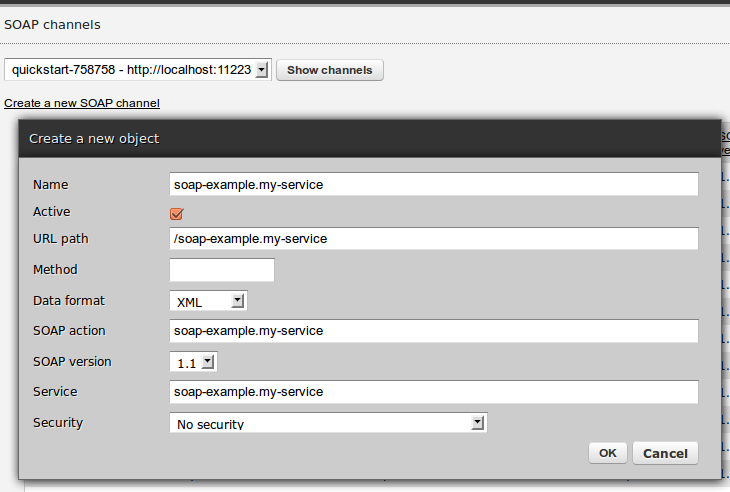 SOAP channels
quickstart-758758 - http://localhost:11223 Show channels
Create a new SOAP channel
Create a new object
Name soap-example.my-service
Active
URL path /soap-example.my-service
Method
Data format XML
SOAP action soap-example.my-service
SOAP version 1.1
Service soap-example.my-service
Security No security
OK Cancel